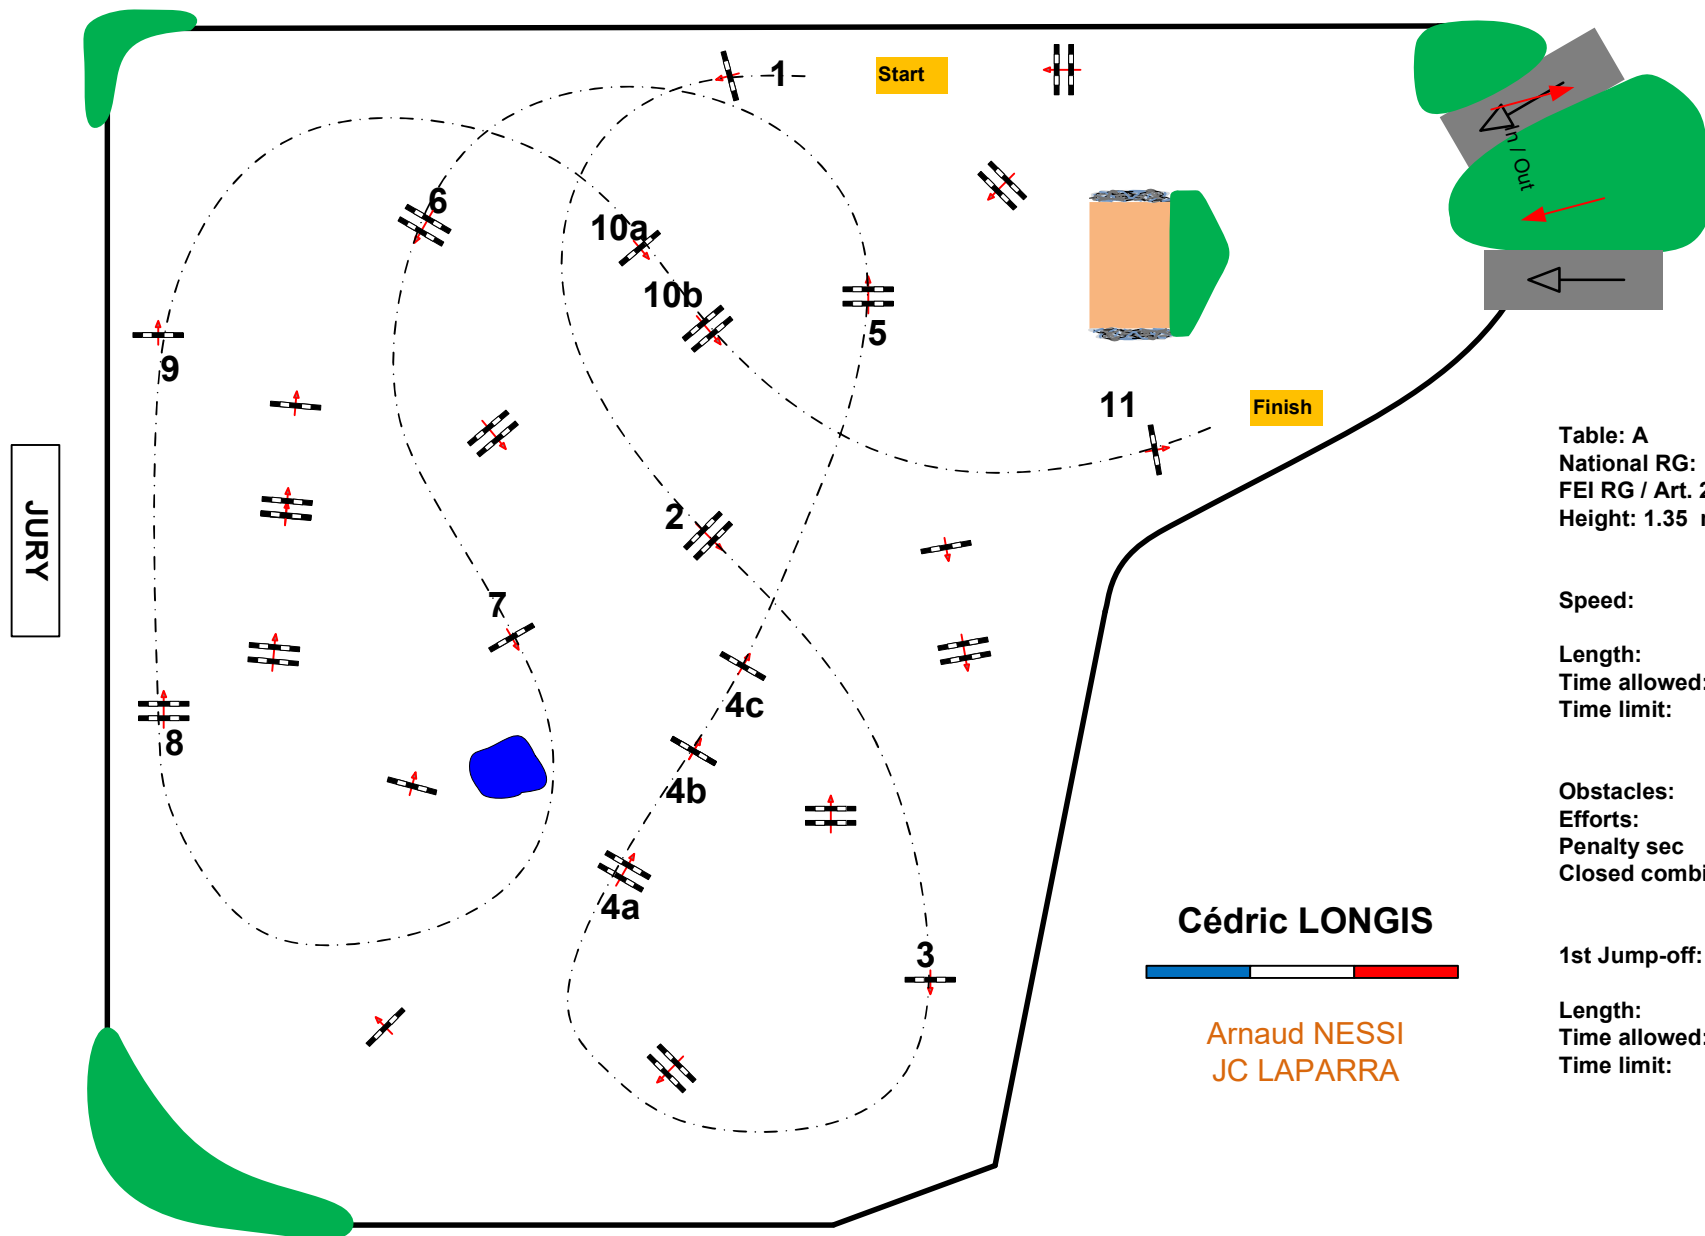 1
Start
In / Out
6
10a
10b
5
9
11
Finish
JURY
2
7
4c
8
4b
4a
3
Table: A
National RG:
FEI RG / Art. 2
Height: 1.35
Speed:
Length:
Time allowed:
Time limit:
Obstacles:
Efforts:
Penalty sec
Closed combi
1st Jump-off:
Length:
Time allowed:
Time limit:
Cédric LONGIS
Arnaud NESSI
JC LAPARRA